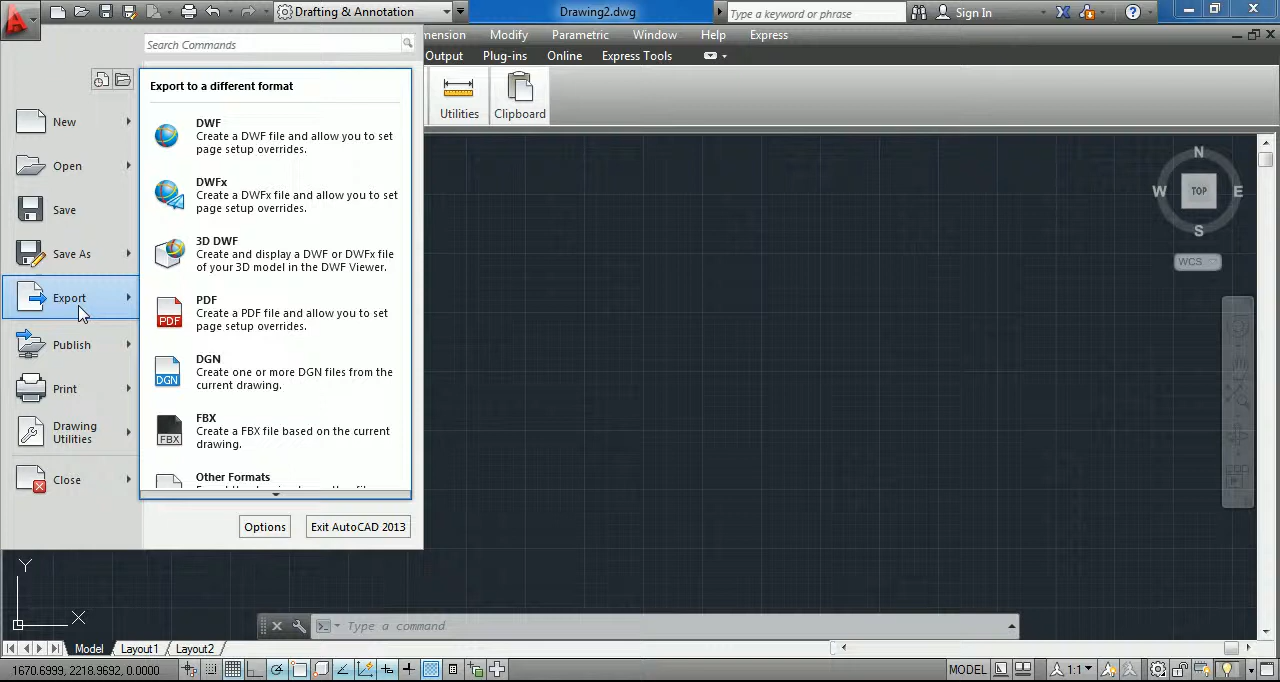 Drafting & Annotation
Drawing2.dwg
Type a keyword or phrase
Sign In
Search Commands
mension
Modify
Parametric
Window
Help
Express
Output
Plug-ins
Online
Express Tools
Utilities
Clipboard
New
Open
Save
Save As
Export
Publish
Print
Drawing
Utilities
Close
Export to a different format
DWF
Create a DWF file and allow you to set
page setup overrides.
DWFx
Create a DWFx file and allow you to set
page setup overrides.
3D DWF
Create and display a DWF or DWFx file
of your 3D model in the DWF Viewer.
PDF
PDF
Create a PDF file and allow you to set
page setup overrides.
DGN
DGN
Create one or more DGN files from the
current drawing.
FBX
FBX
Create a FBX file based on the current
drawing.
Other Formats
Options
Exit AutoCAD 2013
N
W
TOP
E
S
WCS
Y
X
Type a command
Model
Layout1
Layout2
1670.6999, 2218.9692, 0.0000
MODEL
1:1